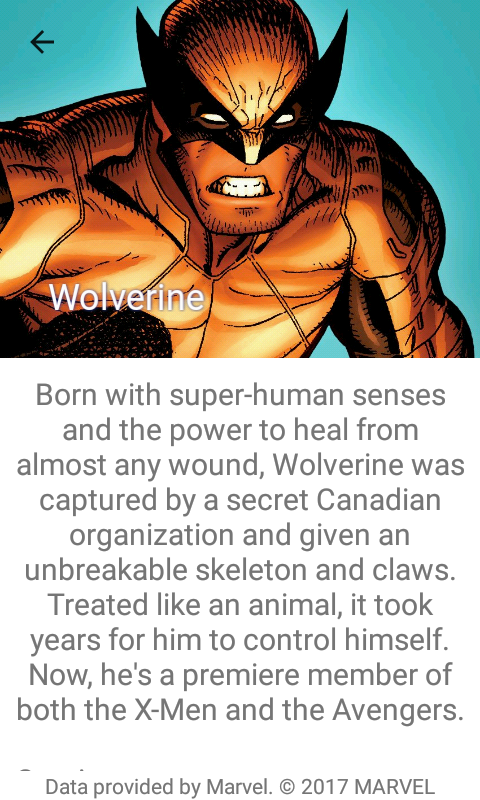 Wolverine
Born with super-human senses
and the power to heal from
almost any wound, Wolverine was
captured by a secret Canadian
organization and given an
unbreakable skeleton and claws.
Treated like an animal, it took
years for him to control himself.
Now, he's a premiere member of
both the X-Men and the Avengers.
Data provided by Marvel. © 2017 MARVEL